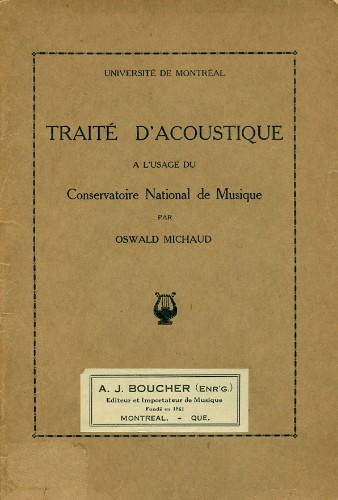 UNIVERSITÉ DE MONTRÉAL
TRAITÉ D'ACOUSTIQUE
A L'USAGE DU
Conservatoire National de Musique
PAR
OSWALD MICHAUD
A. J. BOUCHER (ENR'G.)
Editeur et Importateur de Musique
Fondé en 1861
MONTREAL. - QUE.